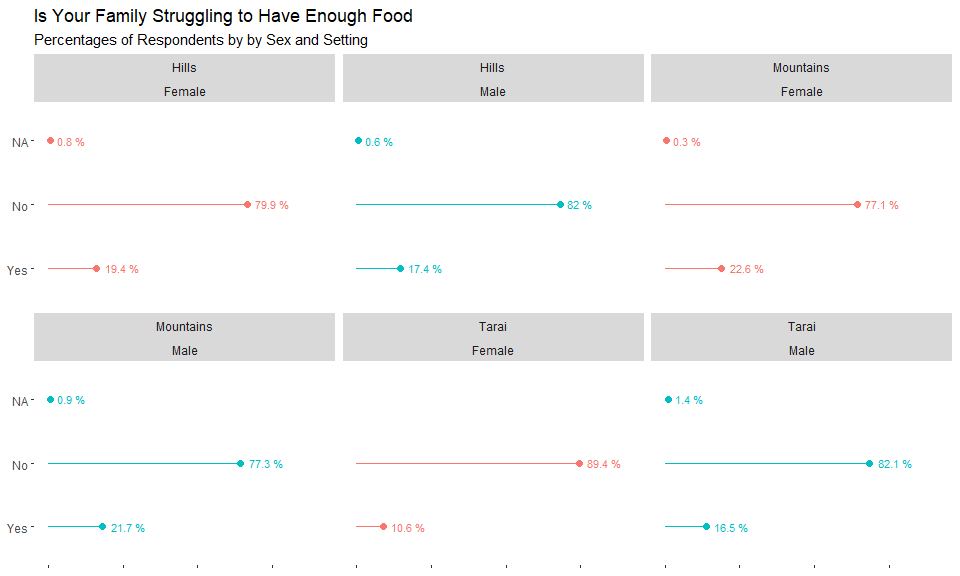 Is Your Family Struggling to Have Enough Food
Percentages of Respondents by by Sex and Setting
Hills
Female
Hills
Male
Mountains
Female
NA
0.8 %
0.6 %
0.3 %
No
79.9 %
82 %
77.1 %
Yes
19.4 %
17.4 %
22.6 %
Mountains
Male
Tarai
Female
Tarai
Male
NA
0.9 %
1.4 %
No
77.3 %
89.4 %
82.1 %
Yes
21.7 %
10.6 %
16.5 %